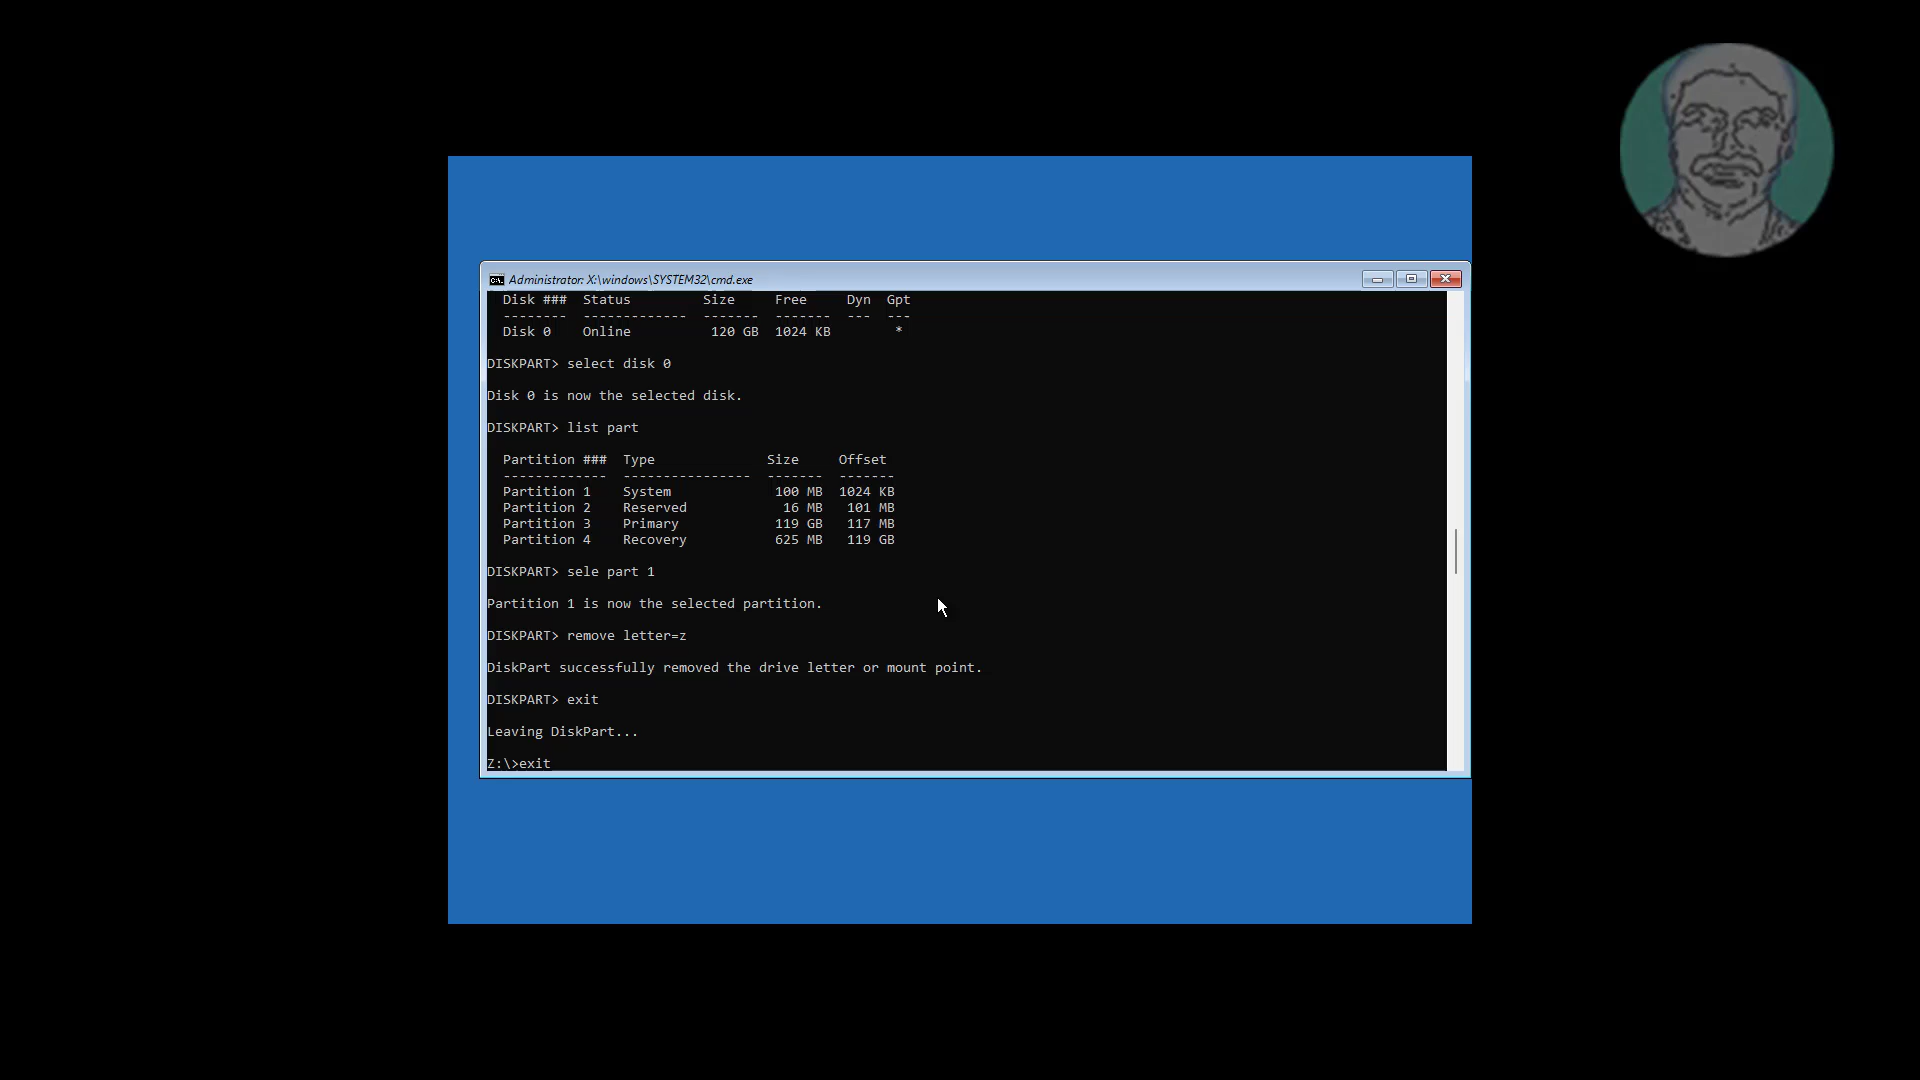 Administrator: X:\windows\SYSTEM32\cmd.exe
Disk ### Status Size Free Dyn Gpt
-------- ------------- ------- ------- --- ---
Disk 0 Online 120 GB 1024 KB *
DISKPART> select disk 0
Disk 0 is now the selected disk.
DISKPART> list part
Partition ### Type Size Offset
------------- ---------------- ------- -------
Partition 1 System 100 MB 1024 KB
Partition 2 Reserved 16 MB 101 MB
Partition 3 Primary 119 GB 117 MB
Partition 4 Recovery 625 MB 119 GB
DISKPART> sele part 1
Partition 1 is now the selected partition.
DISKPART> remove letter=z
DiskPart successfully removed the drive letter or mount point.
DISKPART> exit
Leaving DiskPart...
Z:\>exit